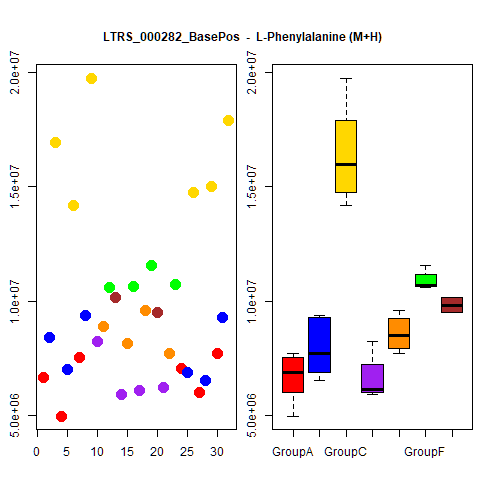 LTRS_000282_BasePos - L-Phenylalanine (M+H)
2.0e+07
1.5e+07
1.0e+07
5.0e+06
0 5 10 15 20 25 30
2.0e+07
1.5e+07
1.0e+07
5.0e+06
GroupA GroupC GroupF